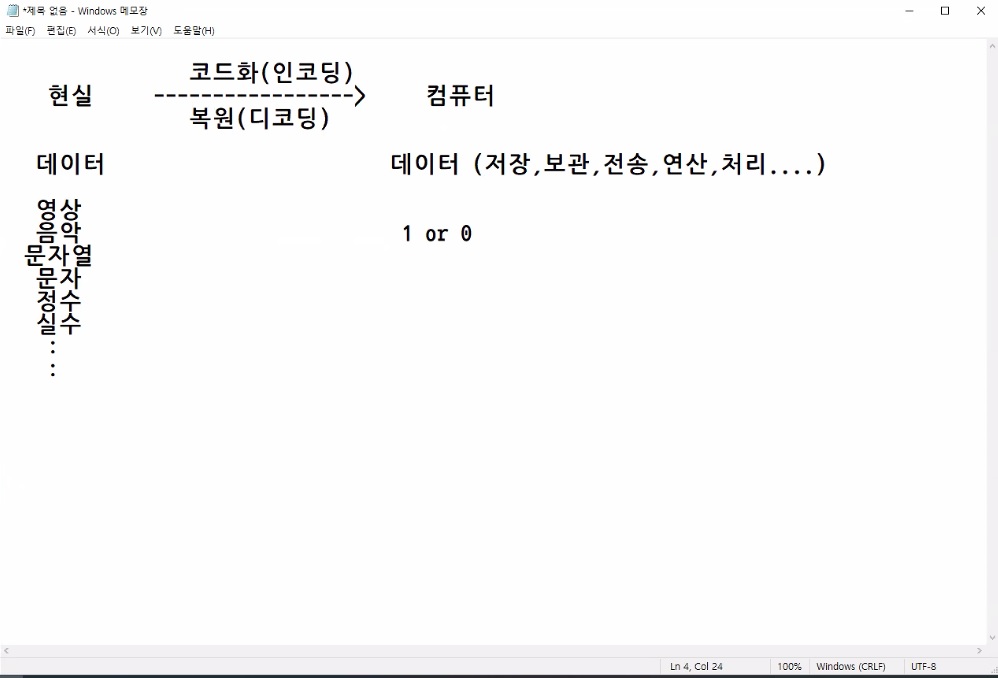 *제목 없음 - Windows 메모장
파일(F) 편집(E) 서식(O) 보기(V) 도움말(H)
코드화(인코딩)
현실 -----------------> 컴퓨터
복원(디코딩)
데이터 데이터 (저장,보관,전송,연산,처리....)
영상
음악 1 or 0
문자열
문자
정수
실수
:
:
Ln 4, Col 24 100% Windows (CRLF) UTF-8